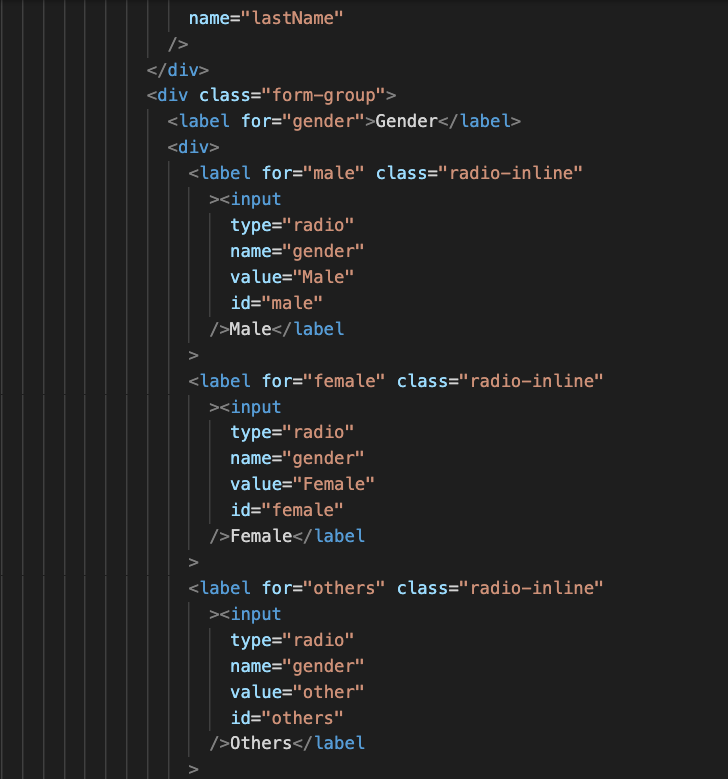 name="lastName"
/>
</div>
<div class="form-group">
<label for="gender">Gender</label>
<div>
<label for="male" class="radio-inline"
><input
type="radio"
name="gender"
value="Male"
id="male"
/>Male</label
>
<label for="female" class="radio-inline"
><input
type="radio"
name="gender"
value="Female"
id="female"
/>Female</label
>
<label for="others" class="radio-inline"
><input
type="radio"
name="gender"
value="other"
id="others"
/>Others</label
>